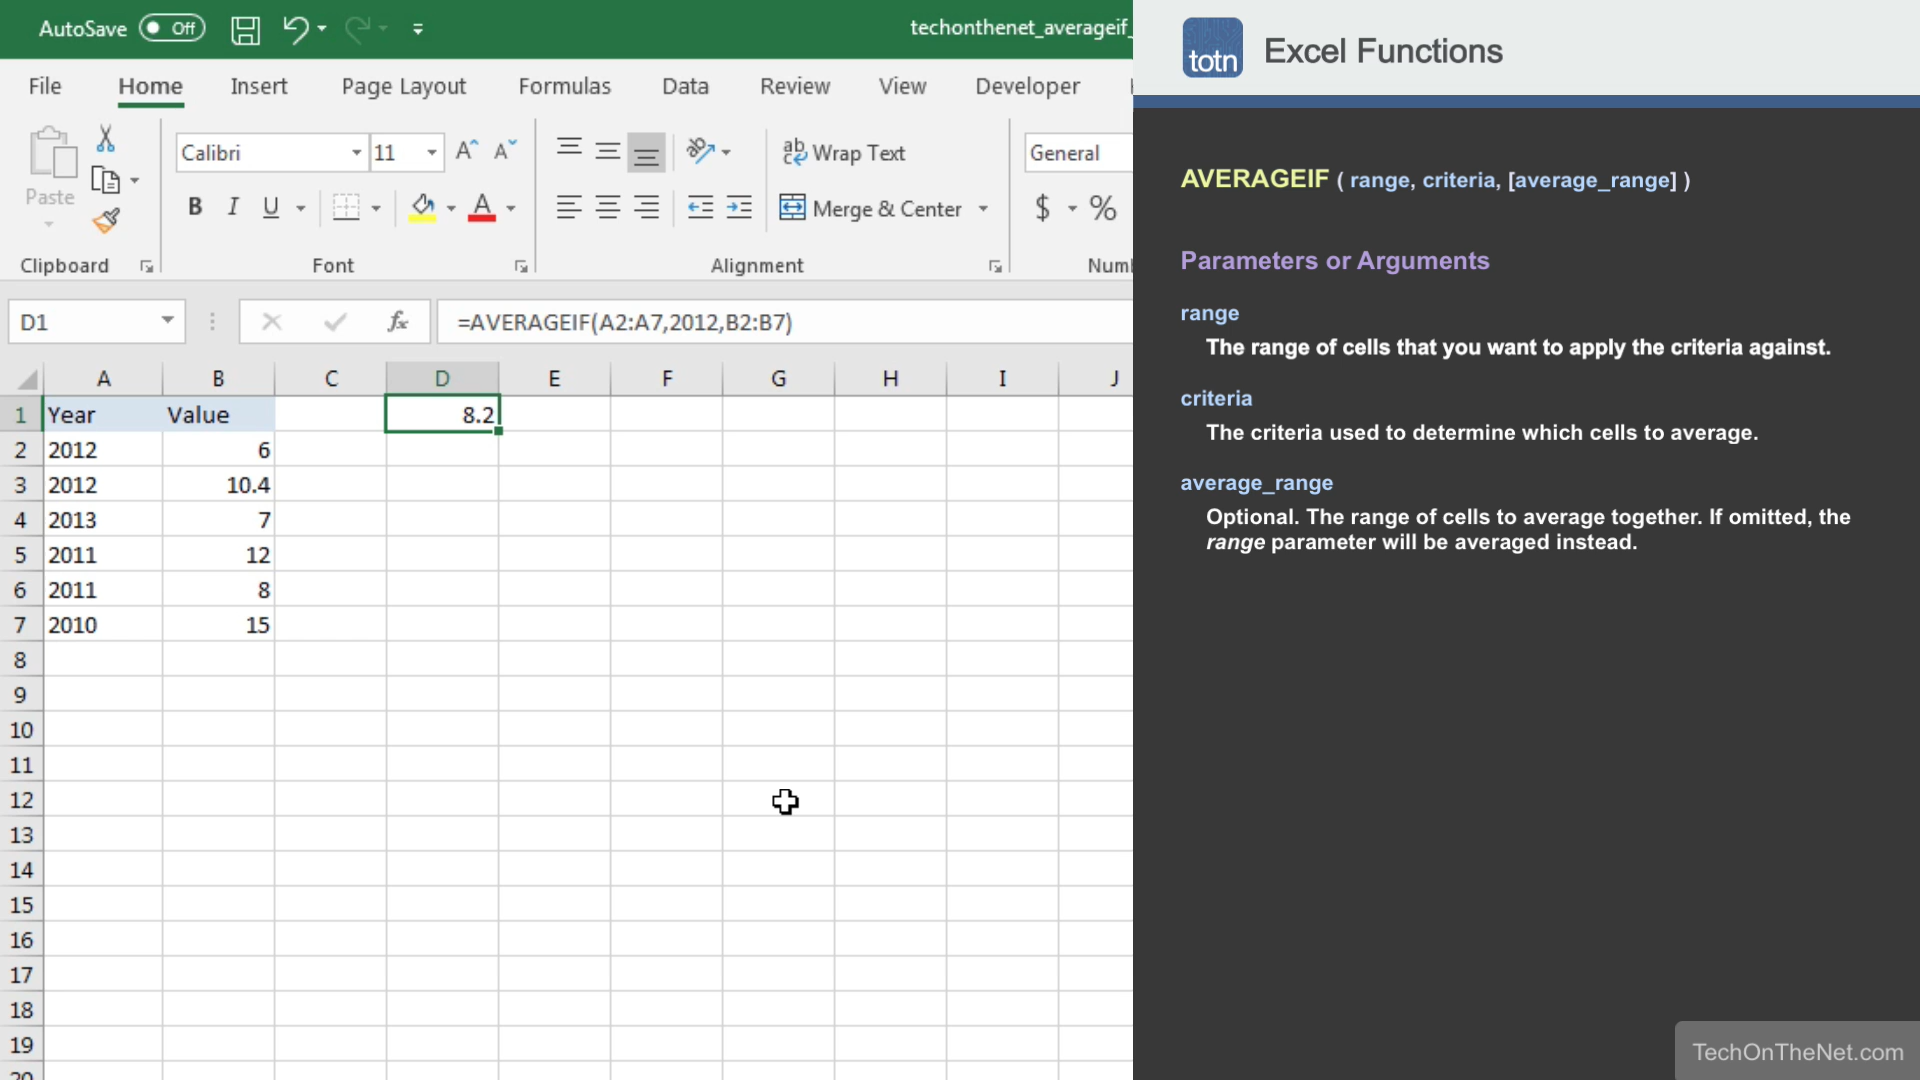 AutoSave Off
techonthenet_averageif_
File Home Insert Page Layout Formulas Data Review View Developer
Paste
Calibri 11
Wrap Text
General
B I U
Merge & Center
$ %
Clipboard Font Alignment Num
D1 fx =AVERAGEIF(A2:A7,2012,B2:B7)
A B C D E F G H I J
1 Year Value 8.2
2 2012 6
3 2012 10.4
4 2013 7
5 2011 12
6 2011 8
7 2010 15
8
9
10
11
12
13
14
15
16
17
18
19
20
totn Excel Functions
AVERAGEIF ( range, criteria, [average_range] )
Parameters or Arguments
range
The range of cells that you want to apply the criteria against.
criteria
The criteria used to determine which cells to average.
average_range
Optional. The range of cells to average together. If omitted, the
range parameter will be averaged instead.
TechOnTheNet.com